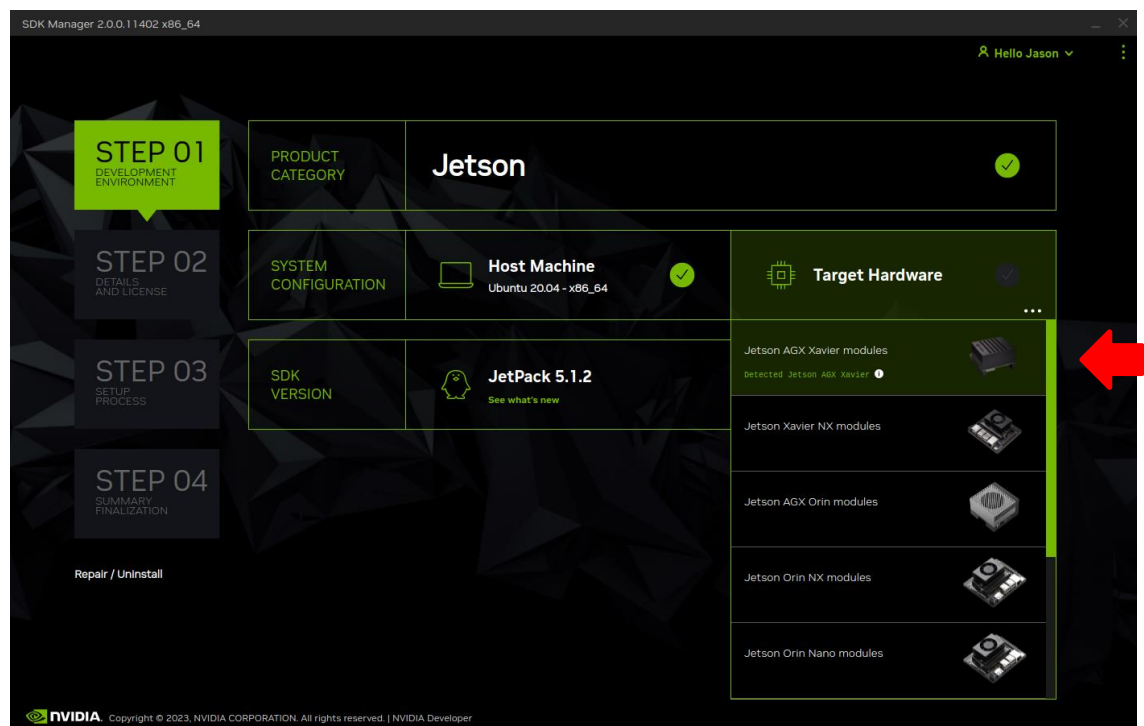 SDK Manager 2.0.0.11402 x86_64
Hello Jason
STEP 01
DEVELOPMENT
ENVIRONMENT
PRODUCT
CATEGORY
Jetson
STEP 02
DETAILS
AND LICENSE
SYSTEM
CONFIGURATION
Host Machine
Ubuntu 20.04 - x86_64
Target Hardware
...
STEP 03
SETUP
PROCESS
SDK
VERSION
JetPack 5.1.2
See what's new
Jetson AGX Xavier modules
Detected Jetson AGX Xavier
Jetson Xavier NX modules
Jetson AGX Orin modules
Jetson Orin NX modules
Jetson Orin Nano modules
STEP 04
SUMMARY
FINALIZATION
Repair / Uninstall
NVIDIA. Copyright © 2023, NVIDIA CORPORATION. All rights reserved. | NVIDIA Developer